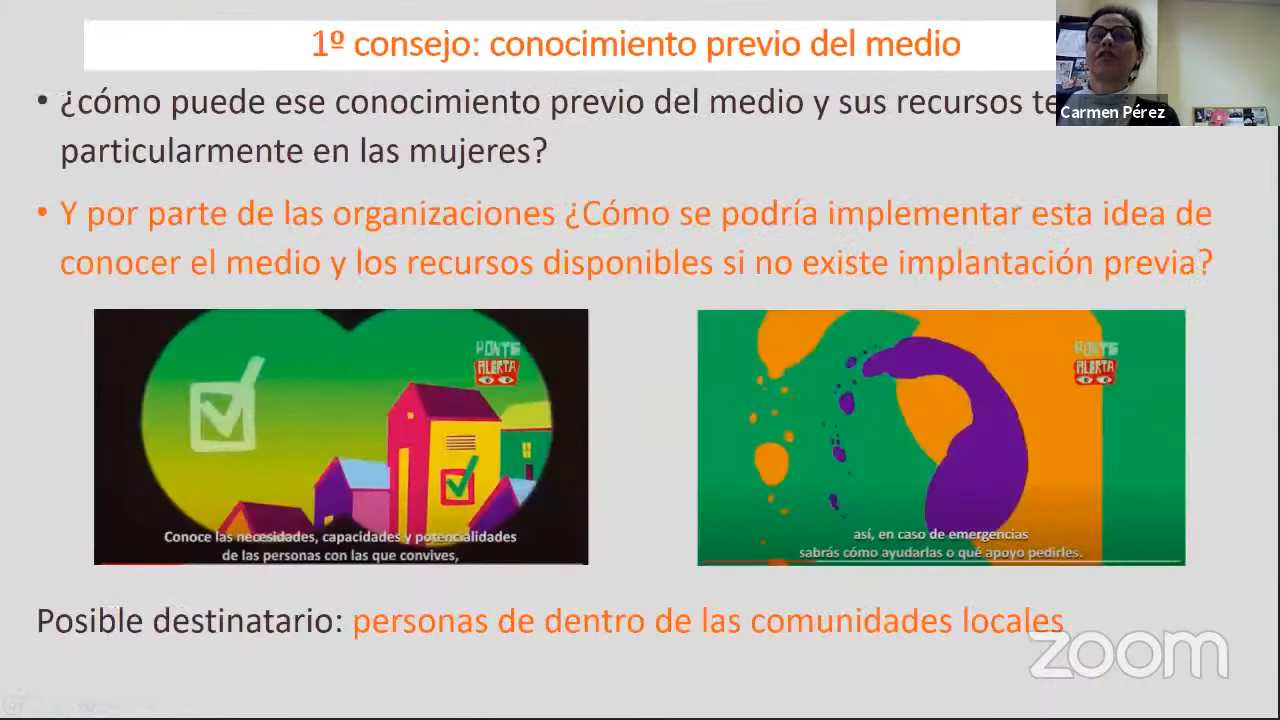 1º consejo: conocimiento previo del medio
• ¿cómo puede ese conocimiento previo del medio y sus recursos te
particularmente en las mujeres?
• Y por parte de las organizaciones ¿Cómo se podría implementar esta idea de
conocer el medio y los recursos disponibles si no existe implantación previa?
Carmen Pérez
PONTE
ALERTA
Conoce las necesidades, capacidades y potencialidades
de las personas con las que convives,
PONTE
ALERTA
así, en caso de emergencias
sabrás cómo ayudarlas o qué apoyo pedirles.
Posible destinatario: personas de dentro de las comunidades locales
zoom